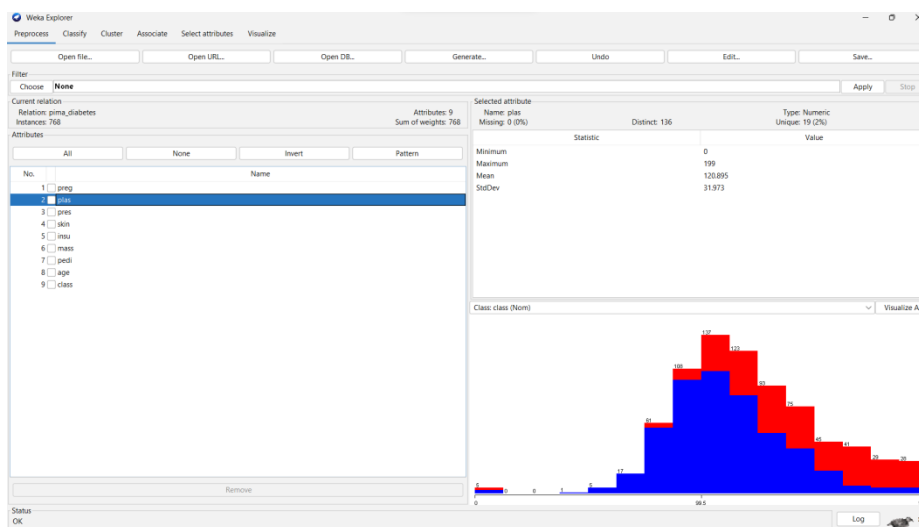 Weka Explorer
Preprocess Classify Cluster Associate Select attributes Visualize
Open file... Open URL... Open DB... Generate... Undo Edit... Save...
Filter
Choose None Apply Stop
Current relation
Relation: pima_diabetes Attributes: 9
Instances: 768 Sum of weights: 768
Selected attribute
Name: plas Type: Numeric
Missing: 0 (0%) Distinct: 136 Unique: 19 (2%)
Attributes
All None Invert Pattern
No. Name
1 preg
2 plas
3 pres
4 skin
5 insu
6 mass
7 pedi
8 age
9 class
Remove
Statistic Value
Minimum 0
Maximum 199
Mean 120.895
StdDev 31.973
Class: class (Nom) Visualize A
137
123
108
93
91
75
45
41
17
5 0 0 1 5
0 99.5
Status
OK
Log